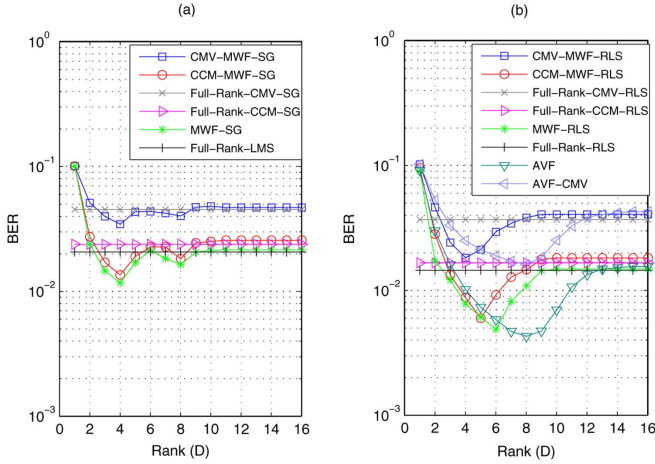 (a)
10^0
10^-1
10^-2
10^-3
BER
0 2 4 6 8 10 12 14 16
Rank (D)
CMV-MWF-SG
CCM-MWF-SG
Full-Rank-CMV-SG
Full-Rank-CCM-SG
MWF-SG
Full-Rank-LMS
(b)
10^0
10^-1
10^-2
10^-3
BER
0 2 4 6 8 10 12 14 16
Rank (D)
CMV-MWF-RLS
CCM-MWF-RLS
Full-Rank-CMV-RLS
Full-Rank-CCM-RLS
MWF-RLS
Full-Rank-RLS
AVF
AVF-CMV